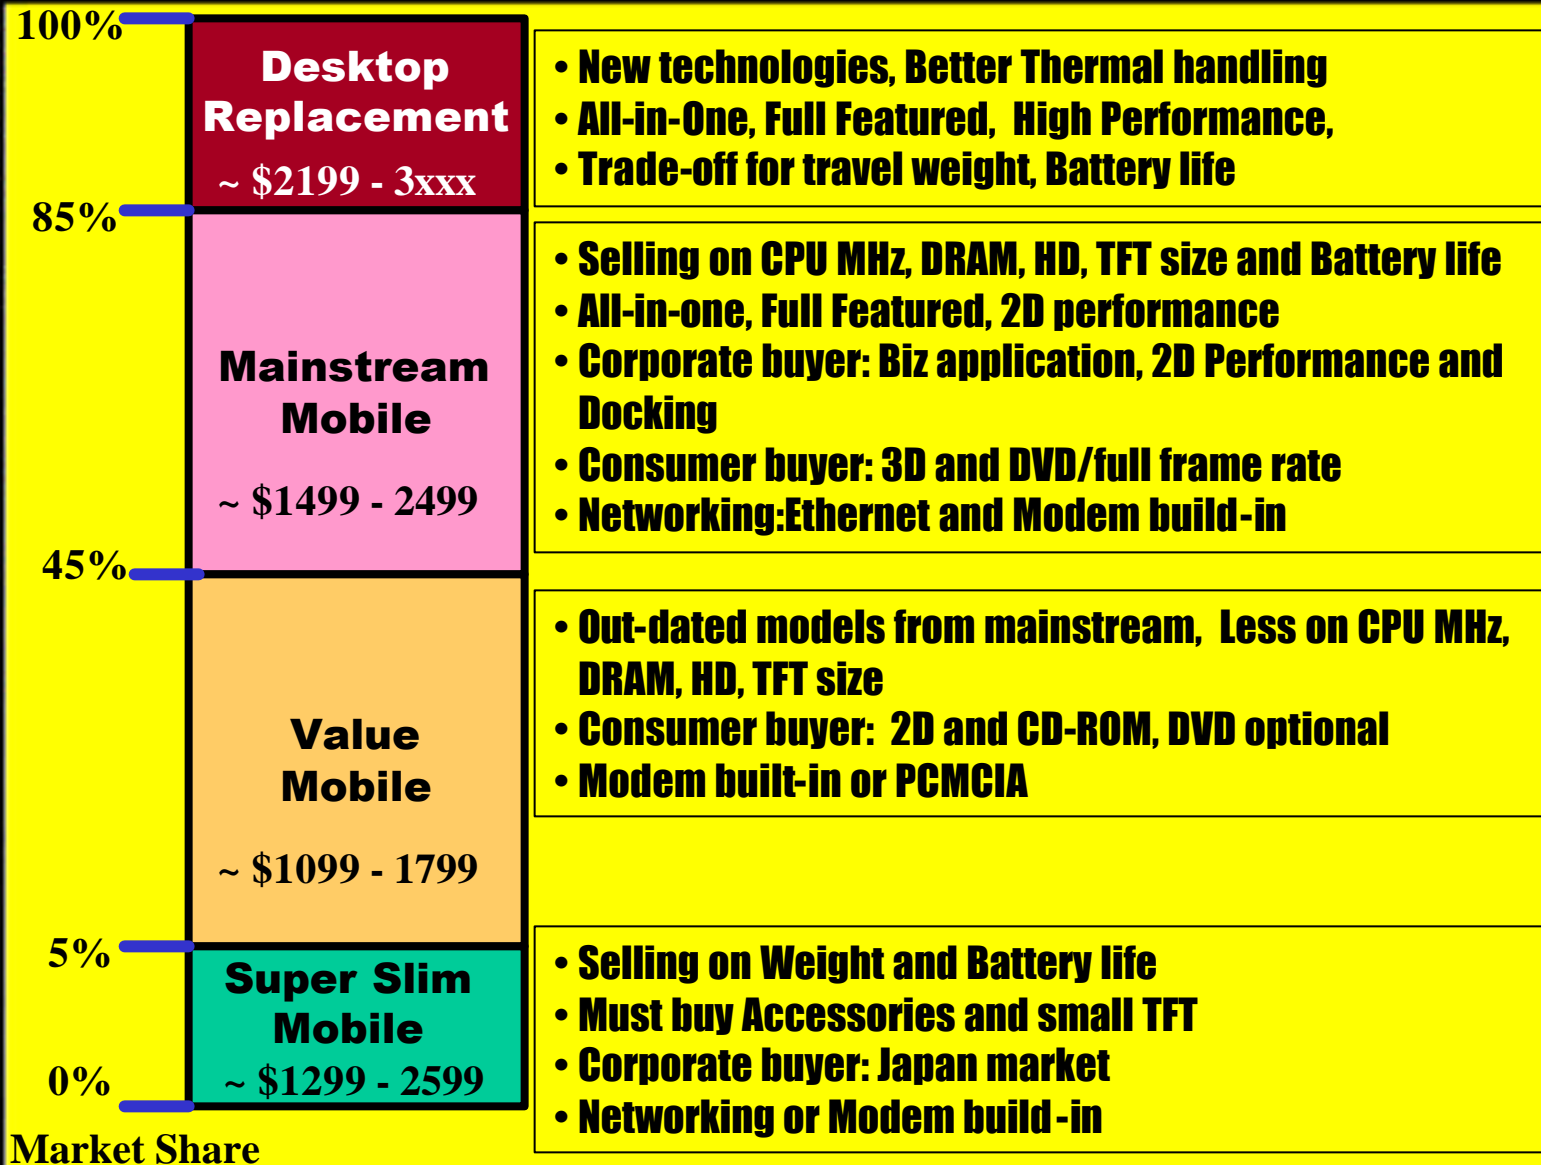 100%
Desktop
Replacement
~ $2199 - 3xxx
• New technologies, Better Thermal handling
• All-in-One, Full Featured,  High Performance,
• Trade-off for travel weight, Battery life
85%
Mainstream
Mobile
~ $1499 - 2499
• Selling on CPU MHz, DRAM, HD, TFT size and Battery life
• All-in-one, Full Featured, 2D performance
• Corporate buyer: Biz application, 2D Performance and
Docking
• Consumer buyer: 3D and DVD/full frame rate
• Networking:Ethernet and Modem build-in
45%
Value
Mobile
~ $1099 - 1799
• Out-dated models from mainstream,  Less on CPU MHz,
DRAM, HD, TFT size
• Consumer buyer:  2D and CD-ROM, DVD optional
• Modem built-in or PCMCIA
5%
Super Slim
Mobile
~ $1299 - 2599
• Selling on Weight and Battery life
• Must buy Accessories and small TFT
• Corporate buyer: Japan market
• Networking or Modem build-in
0%
Market Share